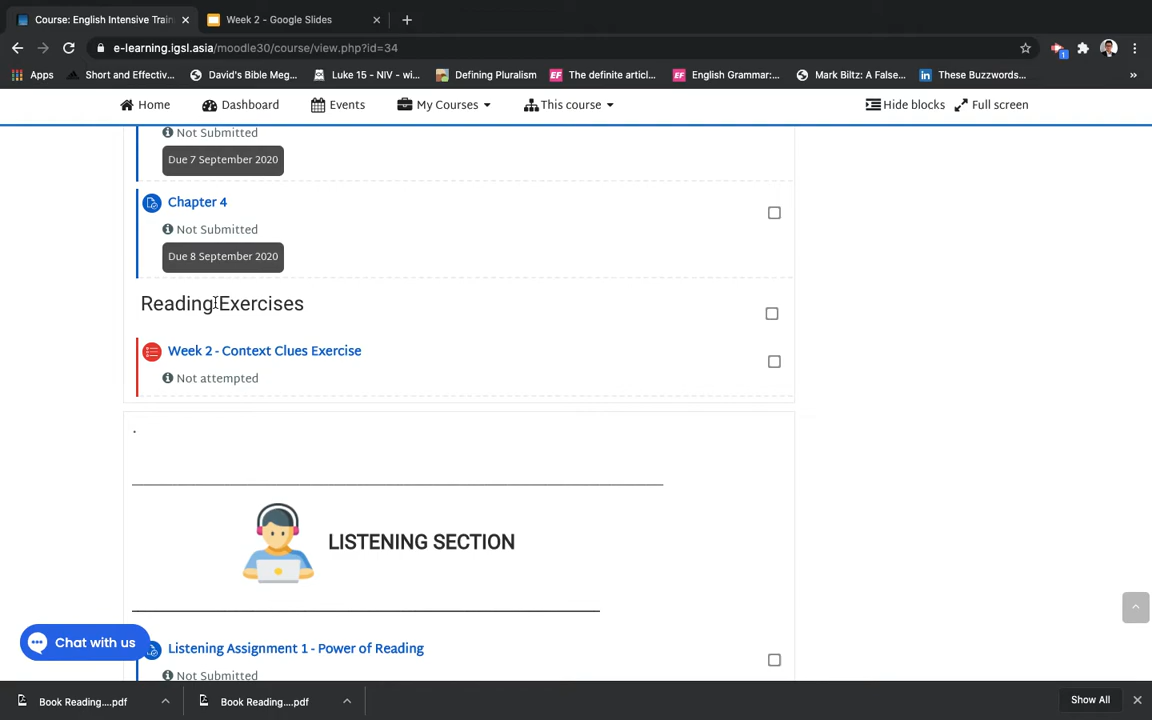 Course: English Intensive Train
Week 2 - Google Slides
e-learning.igsl.asia/moodle30/course/view.php?id=34
Apps
Short and Effectiv...
David's Bible Meg...
Luke 15 - NIV - wi...
Defining Pluralism
The definite articl...
English Grammar:...
Mark Biltz: A False...
These Buzzwords...
Home
Dashboard
Events
My Courses
This course
Hide blocks
Full screen
Not Submitted
Due 7 September 2020
Chapter 4
Not Submitted
Due 8 September 2020
Reading Exercises
Week 2 - Context Clues Exercise
Not attempted
.
LISTENING SECTION
Chat with us
Listening Assignment 1 - Power of Reading
Not Submitted
Book Reading....pdf
Book Reading....pdf
Show All